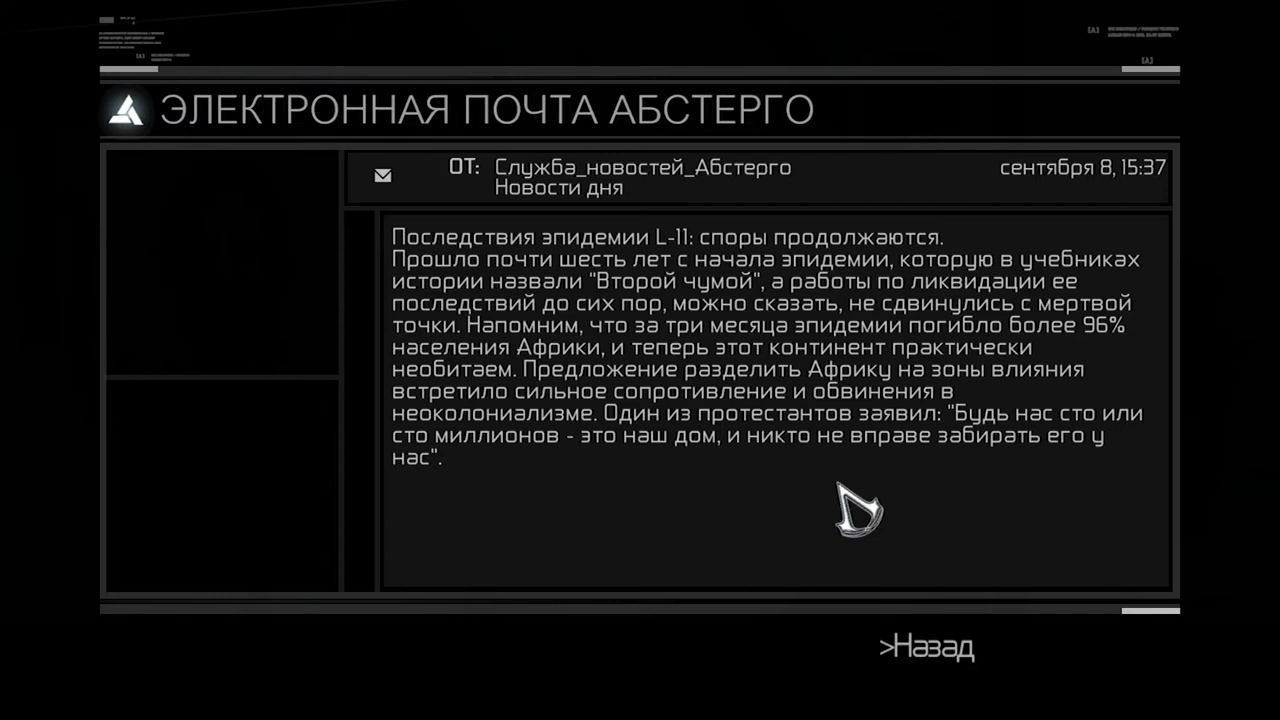 ЭЛЕКТРОННАЯ ПОЧТА АБСТЕРГО
ОТ: Служба_новостей_Абстерго сентября 8, 15:37
Новости дня
Последствия эпидемии L-11: споры продолжаются.
Прошло почти шесть лет с начала эпидемии, которую в учебниках
истории назвали "Второй чумой", а работы по ликвидации ее
последствий до сих пор, можно сказать, не сдвинулись с мертвой
точки. Напомним, что за три месяца эпидемии погибло более 96%
населения Африки, и теперь этот континент практически
необитаем. Предложение разделить Африку на зоны влияния
встретило сильное сопротивление и обвинения в
неоколониализме. Один из протестантов заявил: "Будь нас сто или
сто миллионов - это наш дом, и никто не вправе забирать его у
нас".
>Назад